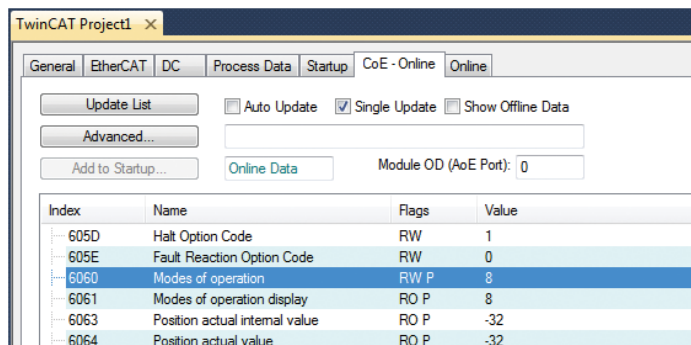 TwinCAT Project1 ×
General EtherCAT DC Process Data Startup CoE - Online Online
Update List Auto Update Single Update Show Offline Data
Advanced...
Add to Startup... Online Data Module OD (AoE Port): 0
Index Name Flags Value
605D Halt Option Code RW 1
605E Fault Reaction Option Code RW 0
6060 Modes of operation RW P 8
6061 Modes of operation display RO P 8
6063 Position actual internal value RO P -32
6064 Position actual value RO P -32